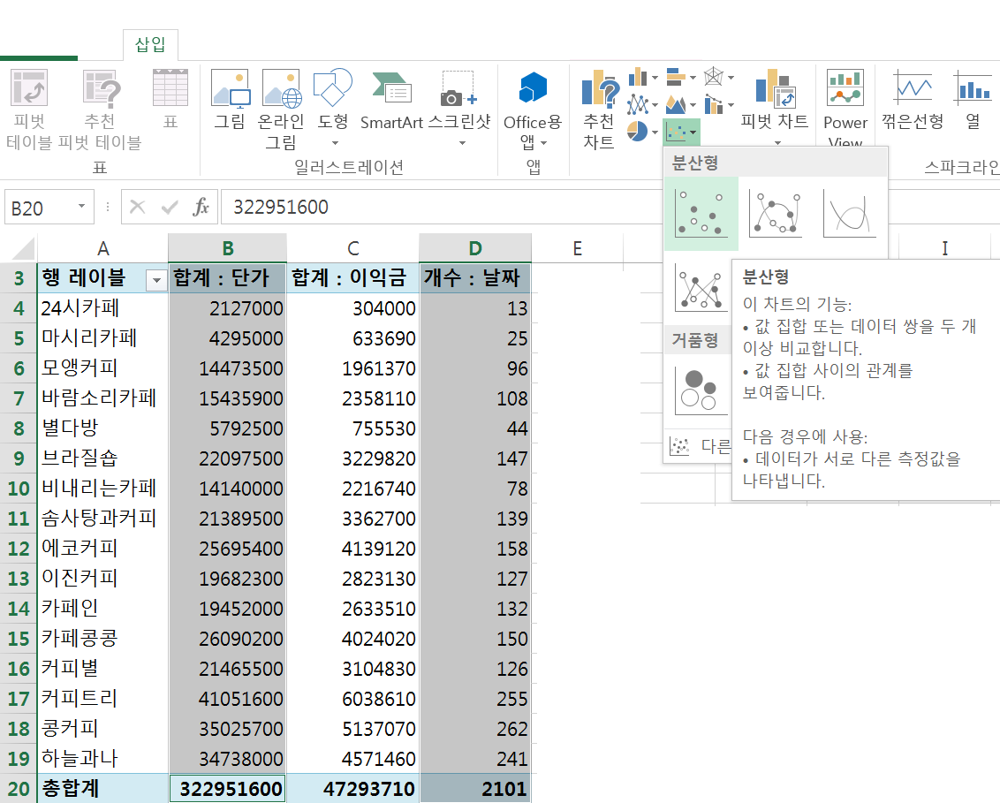 삽입
피벗 테이블
추천 피벗 테이블
표
표
그림
온라인 그림
도형
SmartArt
스크린샷
일러스트레이션
Office용 앱
앱
추천 차트
피벗 차트
Power View
꺾은선형
열
스파크라인
B20
fx
322951600
A B C D E I
3 행 레이블 합계 : 단가 합계 : 이익금 개수 : 날짜
4 24시카페 2127000 304000 13
5 마시리카페 4295000 633690 25
6 모앵커피 14473500 1961370 96
7 바람소리카페 15435900 2358110 108
8 별다방 5792500 755530 44
9 브라질숍 22097500 3229820 147
10 비내리는카페 14140000 2216740 78
11 솜사탕과커피 21389500 3362700 139
12 에코커피 25695400 4139120 158
13 이진커피 19682300 2823130 127
14 카페인 19452000 2633510 132
15 카페콩콩 26090200 4024020 150
16 커피별 21465500 3104830 126
17 커피트리 41051600 6038610 255
18 콩커피 35025700 5137070 262
19 하늘과나 34738000 4571460 241
20 총합계 322951600 47293710 2101
분산형
거품형
다른
분산형
이 차트의 기능:
• 값 집합 또는 데이터 쌍을 두 개
이상 비교합니다.
• 값 집합 사이의 관계를
보여줍니다.
다음 경우에 사용:
• 데이터가 서로 다른 측정값을
나타냅니다.